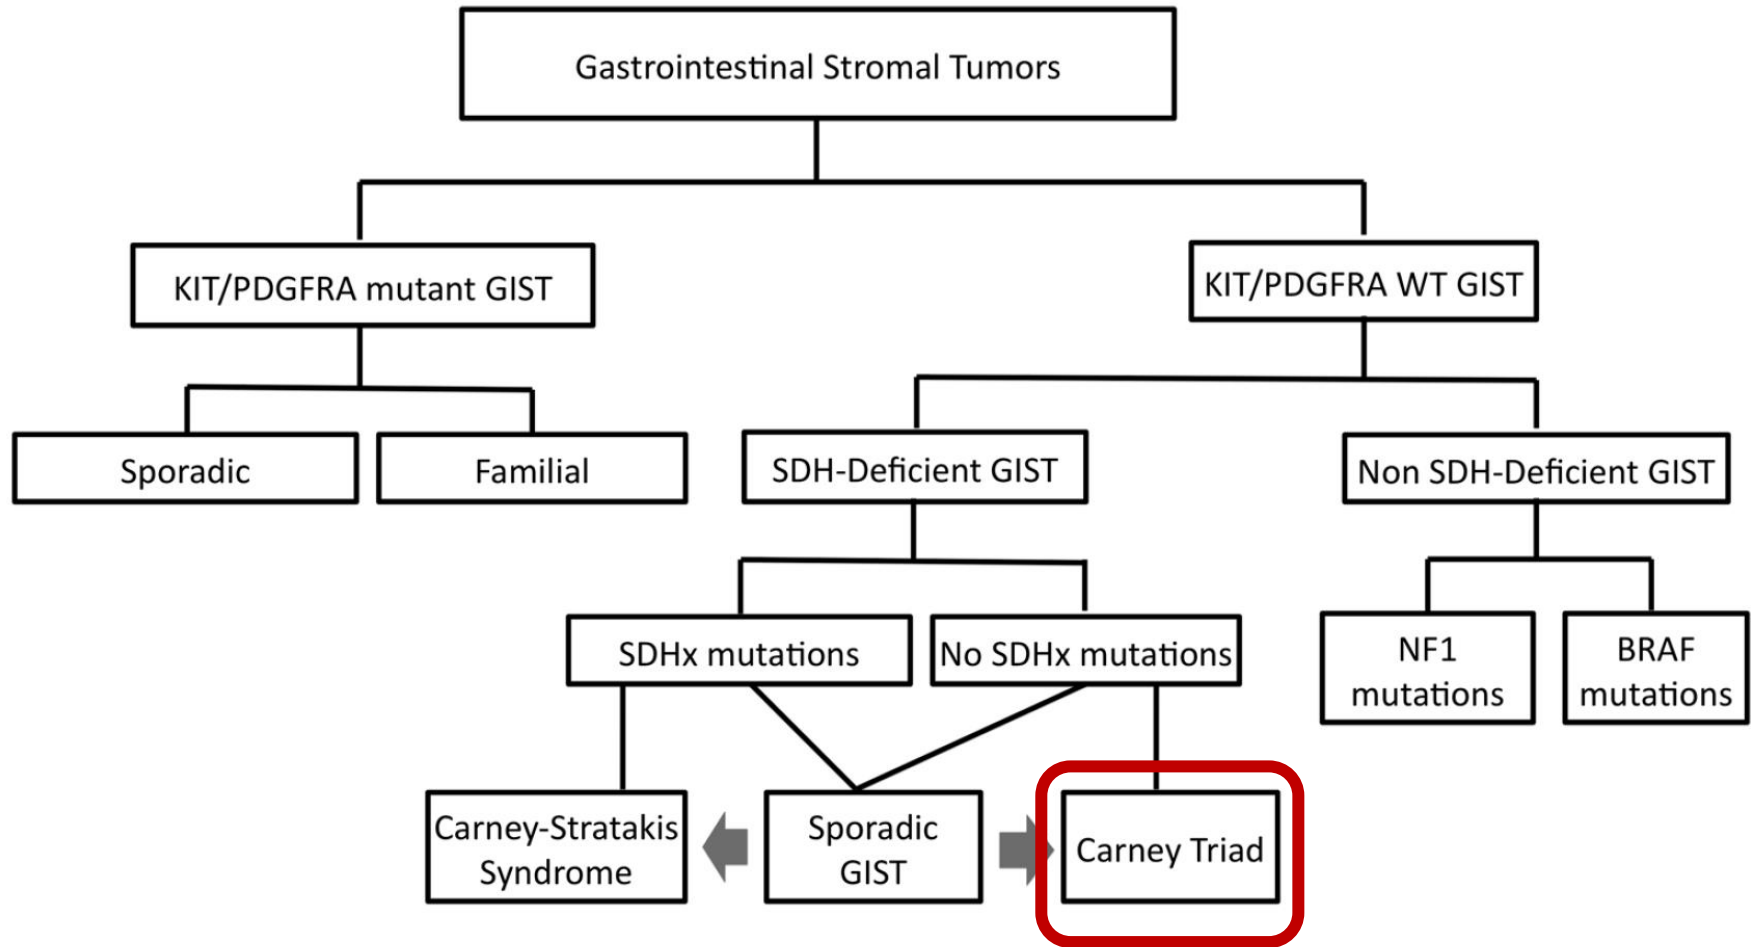 Gastrointestinal Stromal Tumors
KIT/PDGFRA mutant GIST
KIT/PDGFRA WT GIST
Sporadic
Familial
SDH-Deficient GIST
Non SDH-Deficient GIST
SDHx mutations
No SDHx mutations
NF1
mutations
BRAF
mutations
Carney-Stratakis
Syndrome
Sporadic
GIST
Carney Triad